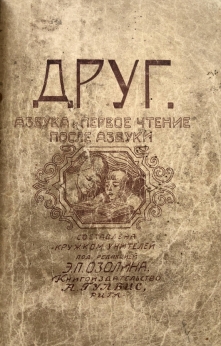 ДРУГ.
АЗБУКА и ПЕРВОЕ ЧТЕНИЕ
ПОСЛЕ АЗБУКИ
СОСТАВЛЕНА
КРУЖКОМ УЧИТЕЛЕЙ
ПОД РЕДАКЦИЕЙ
Э.П. ОЗОЛИНА.
КНИГОИЗДАТЕЛЬСТВО
А. ГУЛБИС,
РИГА